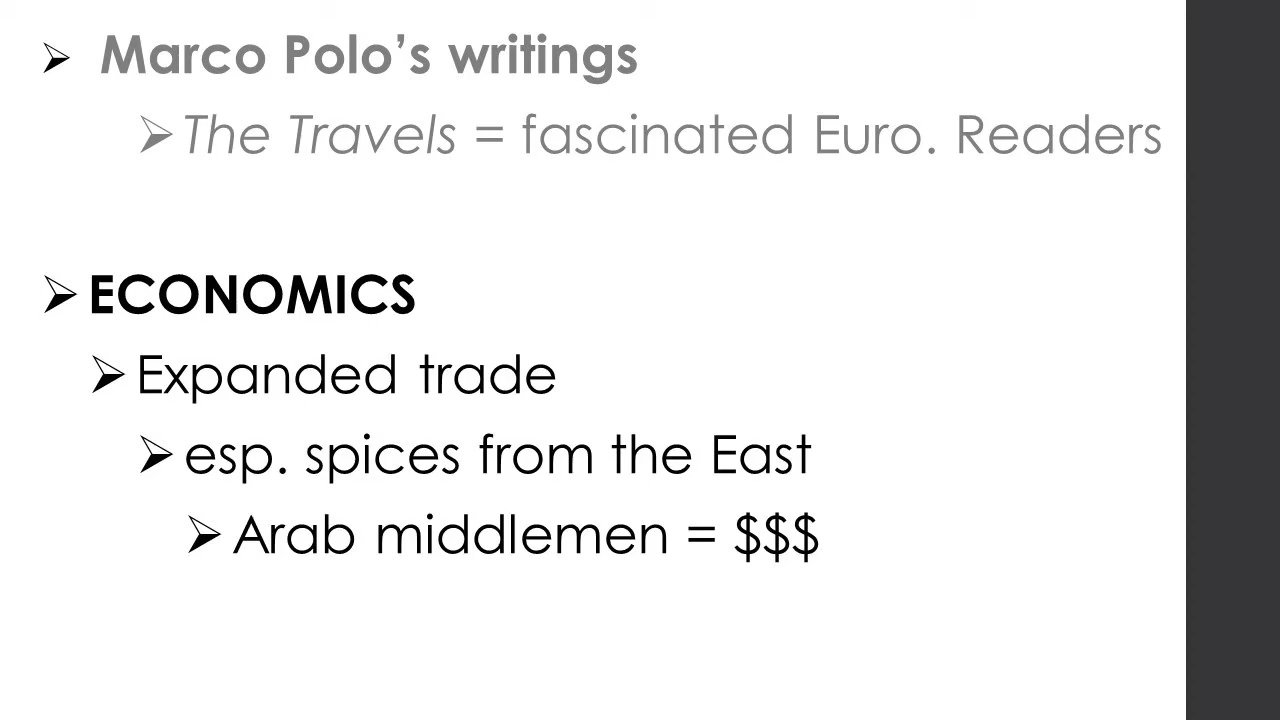 ➢ Marco Polo’s writings
➢ The Travels = fascinated Euro. Readers
➢ ECONOMICS
➢ Expanded trade
➢ esp. spices from the East
➢ Arab middlemen = $$$